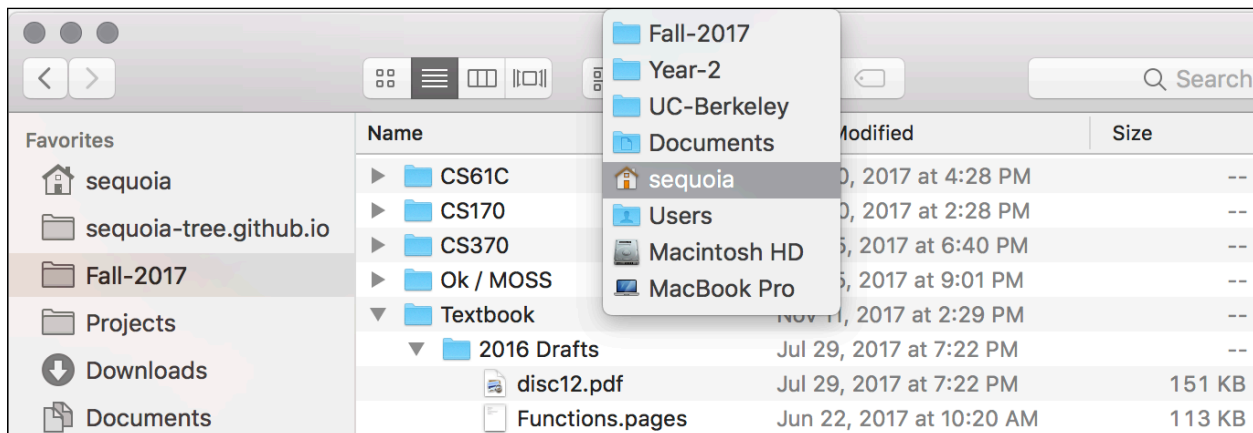 Fall-2017
Year-2
UC-Berkeley
Documents
sequoia
Users
Macintosh HD
MacBook Pro
Search
Favorites
sequoia
sequoia-tree.github.io
Fall-2017
Projects
Downloads
Documents
Name Modified Size
CS61C 2017 at 4:28 PM --
CS170 2017 at 2:28 PM --
CS370 2017 at 6:40 PM --
Ok / MOSS 2017 at 9:01 PM --
Textbook Nov 11, 2017 at 2:29 PM --
2016 Drafts Jul 29, 2017 at 7:22 PM --
disc12.pdf Jul 29, 2017 at 7:22 PM 151 KB
Functions.pages Jun 22, 2017 at 10:20 AM 113 KB